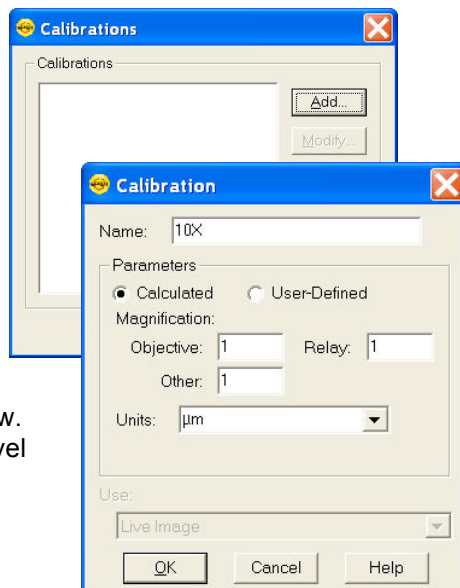 Calibrations
Calibrations
Add...
Modify...
Calibration
Name: 10X
Parameters
Calculated User-Defined
Magnification:
Objective: 1 Relay: 1
Other: 1
w.
vel
Units: µm
Use:
Live Image
OK Cancel Help